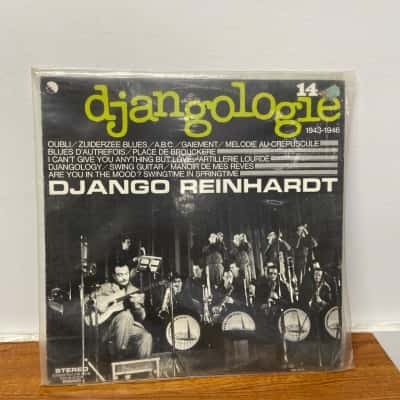 14
djangologie
1943-1946
OUBLI / ZUIDERZEE BLUES / A.B.C. / GAIEMENT / MELODIE AU CREPUSCULE
BLUES D'AUTREFOIS / PLACE DE BROUCKERE
I CAN'T GIVE YOU ANYTHING BUT LOVE / ARTILLERIE LOURDE
DJANGOLOGY / SWING GUITAR / MANOIR DE MES REVES
ARE YOU IN THE MOOD? SWINGTIME IN SPRINGTIME
DJANGO REINHARDT
STEREO